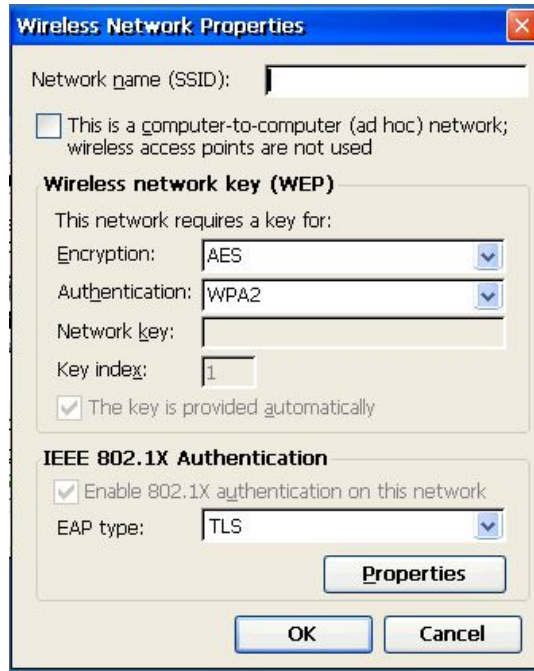 Wireless Network Properties
Network name (SSID):
This is a computer-to-computer (ad hoc) network;
wireless access points are not used
Wireless network key (WEP)
This network requires a key for:
Encryption: AES
Authentication: WPA2
Network key:
Key index: 1
The key is provided automatically
IEEE 802.1X Authentication
Enable 802.1X authentication on this network
EAP type: TLS
Properties
OK Cancel